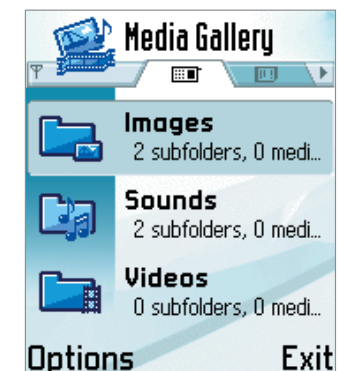 Media Gallery
Images
2 subfolders, 0 medi...
Sounds
2 subfolders, 0 medi...
Videos
0 subfolders, 0 medi...
Options Exit